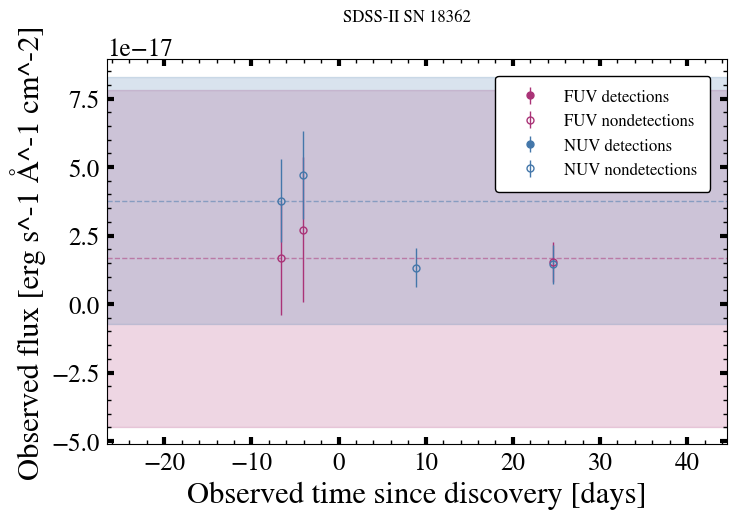 SDSS-II SN 18362
1e−17
Observed flux [erg s^-1 Å^-1 cm^-2]
7.5
5.0
2.5
0.0
−2.5
−5.0
FUV detections
FUV nondetections
NUV detections
NUV nondetections
−20 −10 0 10 20 30 40
Observed time since discovery [days]